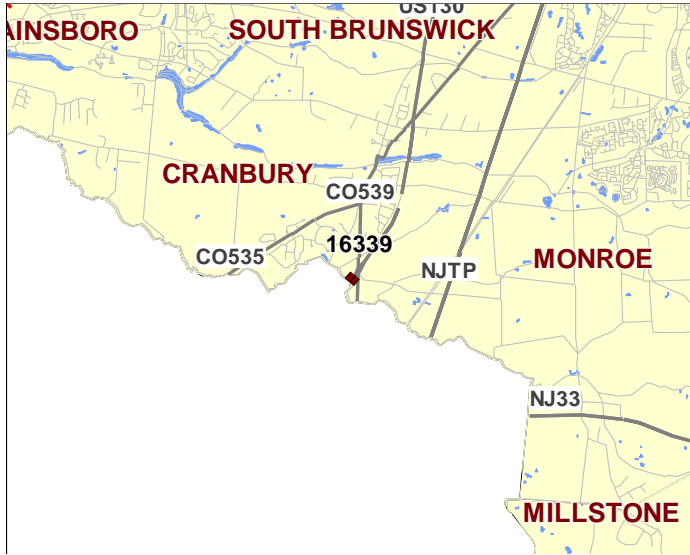 US130
AINSBORO
SOUTH BRUNSWICK
CRANBURY
CO539
16339
CO535
NJTP
MONROE
NJ33
MILLSTONE